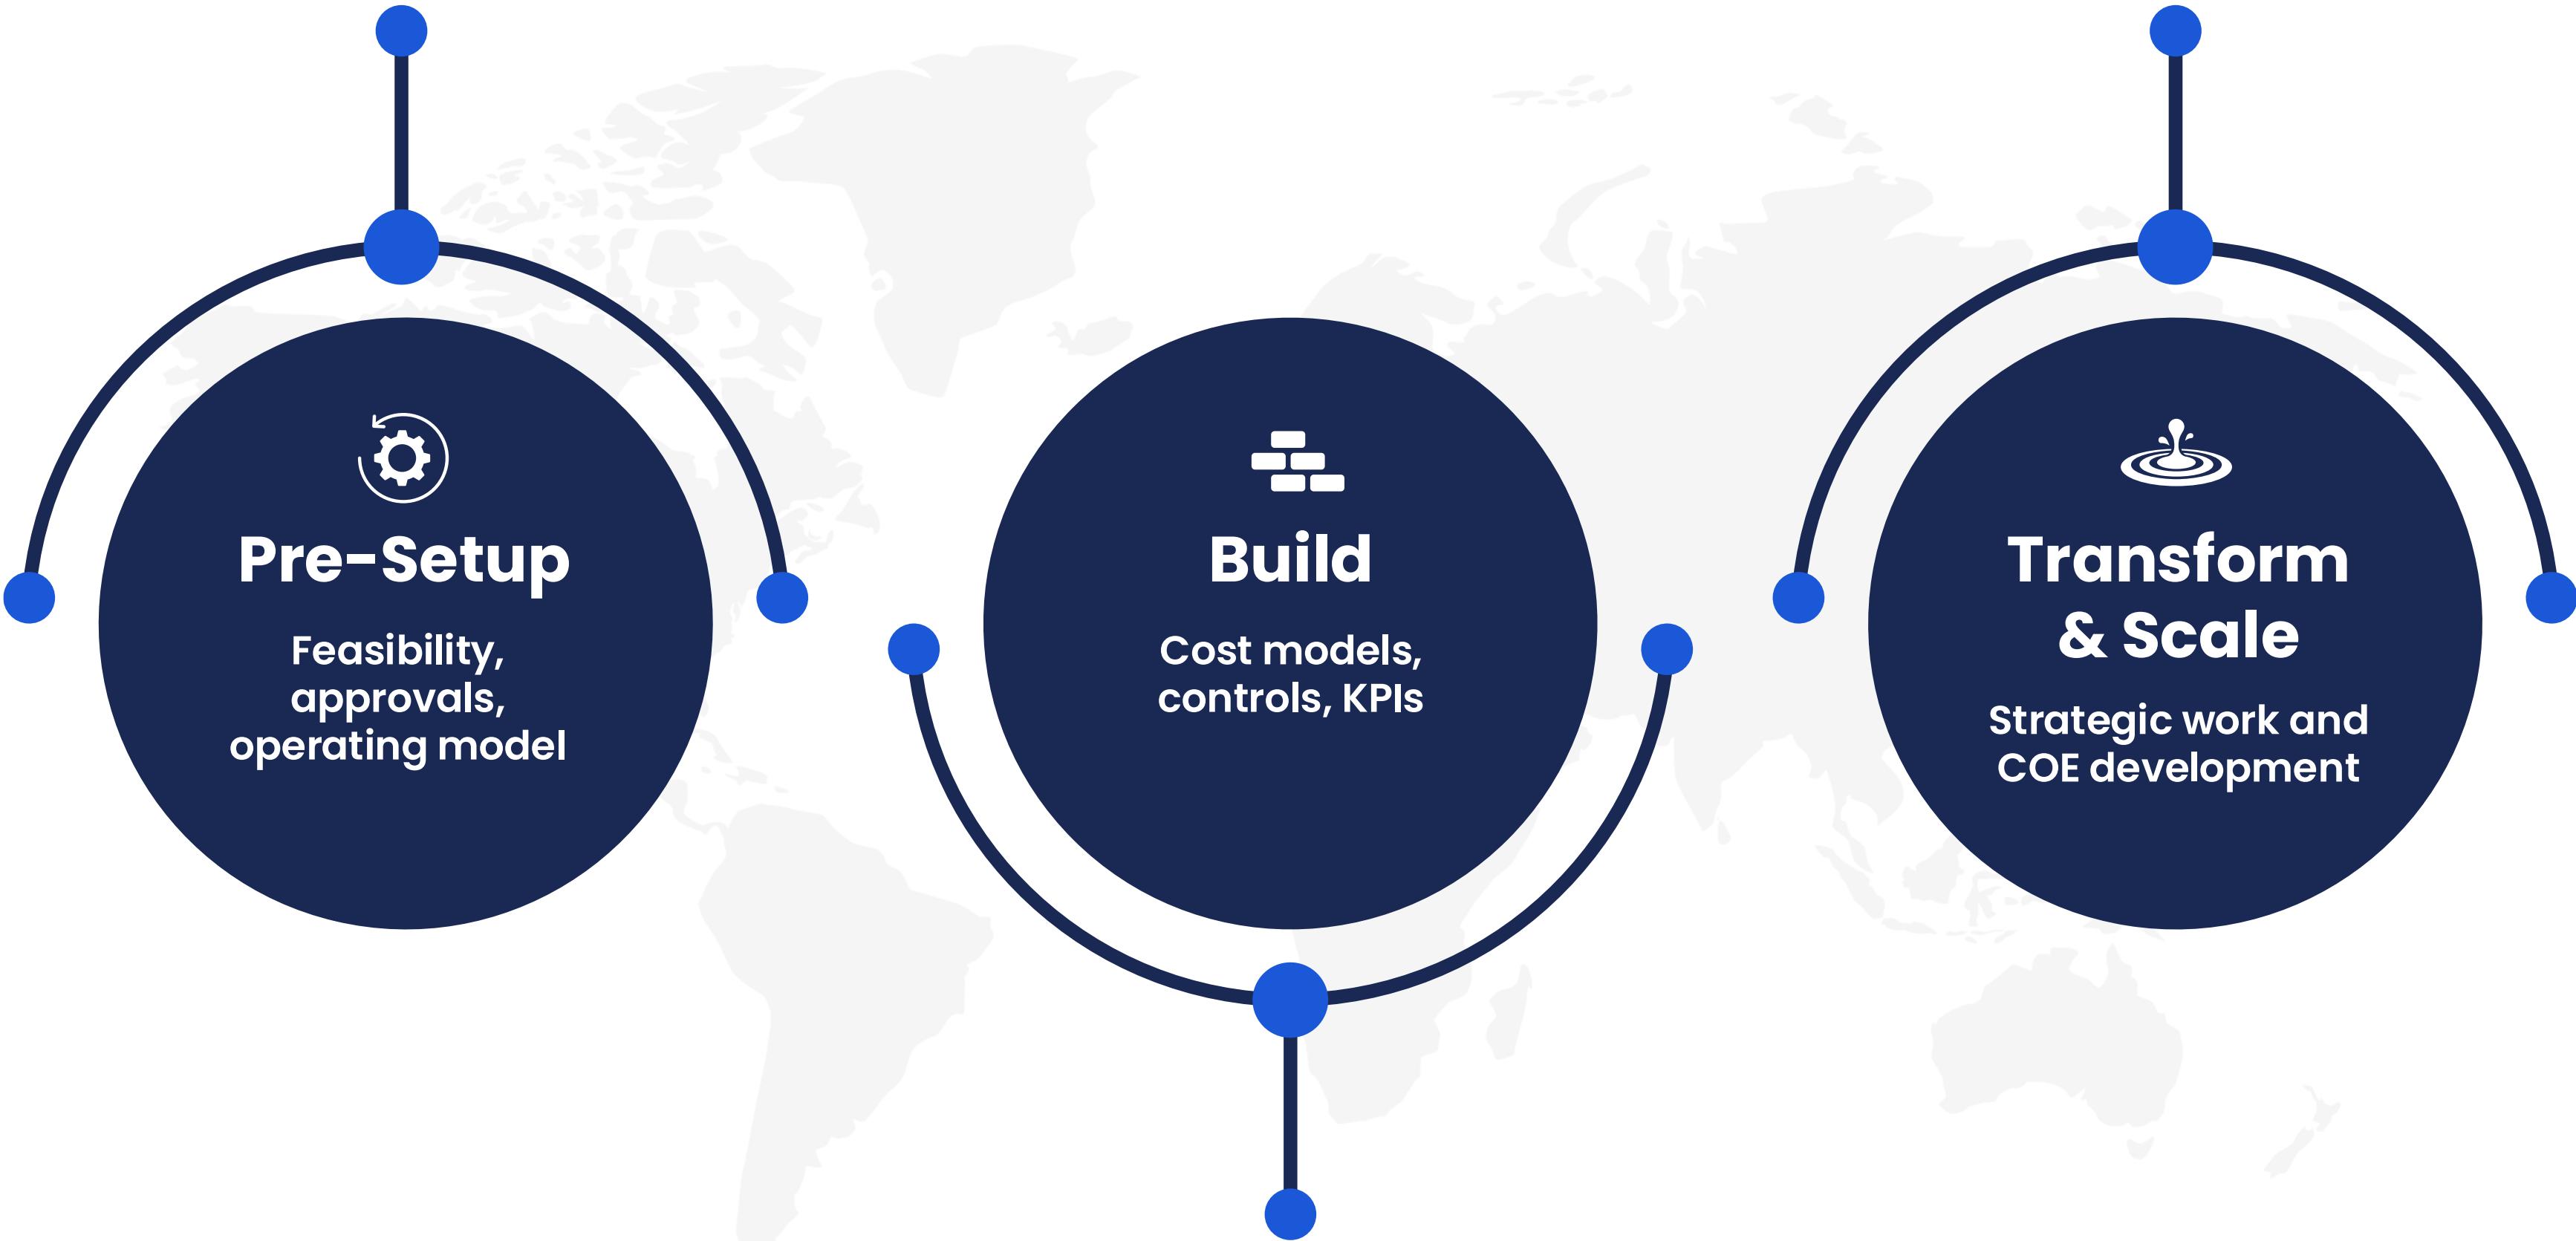 Pre-Setup
Feasibility,
approvals,
operating model
Build
Cost models,
controls, KPIs
Transform
& Scale
Strategic work and
COE development